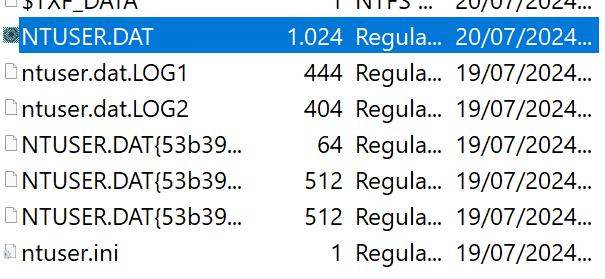 $TXF_DATA 1 NTFS ...
NTUSER.DAT 1.024 Regula... 20/07/2024...
ntuser.dat.LOG1 444 Regula... 19/07/2024...
ntuser.dat.LOG2 404 Regula... 19/07/2024...
NTUSER.DAT{53b39... 64 Regula... 19/07/2024...
NTUSER.DAT{53b39... 512 Regula... 19/07/2024...
NTUSER.DAT{53b39... 512 Regula... 19/07/2024...
ntuser.ini 1 Regula... 19/07/2024...